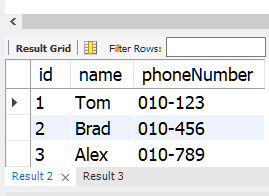 Result Grid Filter Rows:
id name phoneNumber
1 Tom 010-123
2 Brad 010-456
3 Alex 010-789
Result 2 × Result 3